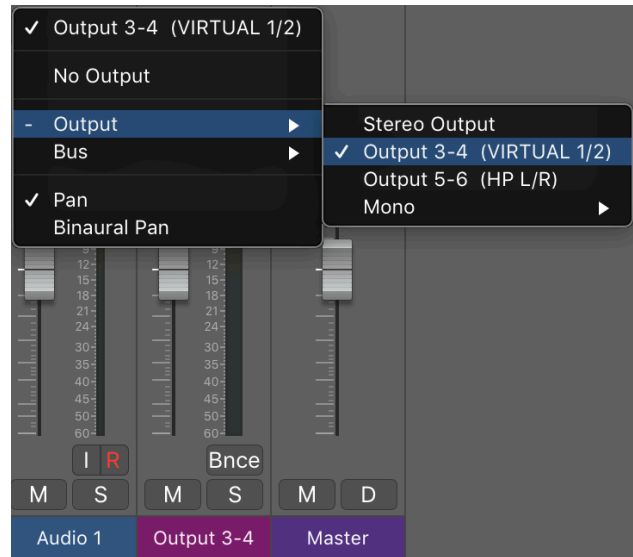 ✓ Output 3-4 (VIRTUAL 1/2)
No Output
- Output ▶
Bus ▶
✓ Pan
Binaural Pan
Stereo Output
✓ Output 3-4 (VIRTUAL 1/2)
Output 5-6 (HP L/R)
Mono ▶
12- 12-
15- 15-
18- 18-
21- 21-
24- 24-
30- 30-
35- 35-
40- 40-
45- 45-
50- 50-
60- 60-
I R Bnce
M S M S M D
Audio 1 Output 3-4 Master